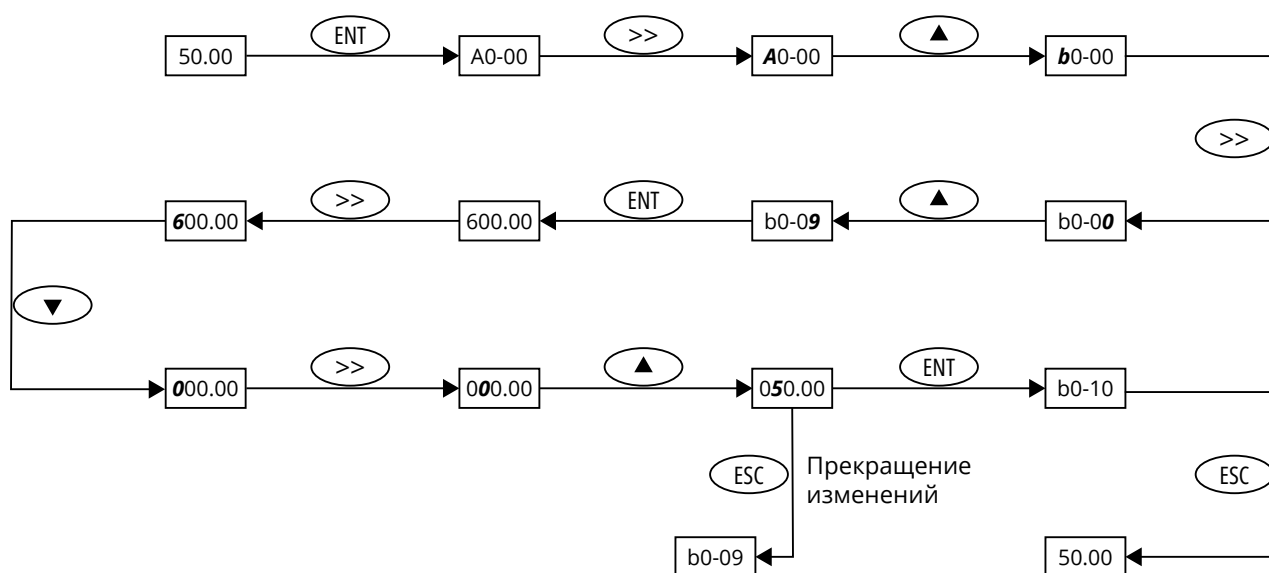 ENT
>>
▲
50.00
A0-00
A0-00
b0-00
>>
>>
ENT
▲
600.00
600.00
b0-09
b0-00
▼
>>
▲
ENT
000.00
000.00
050.00
b0-10
ESC
Прекращение
изменений
ESC
b0-09
50.00